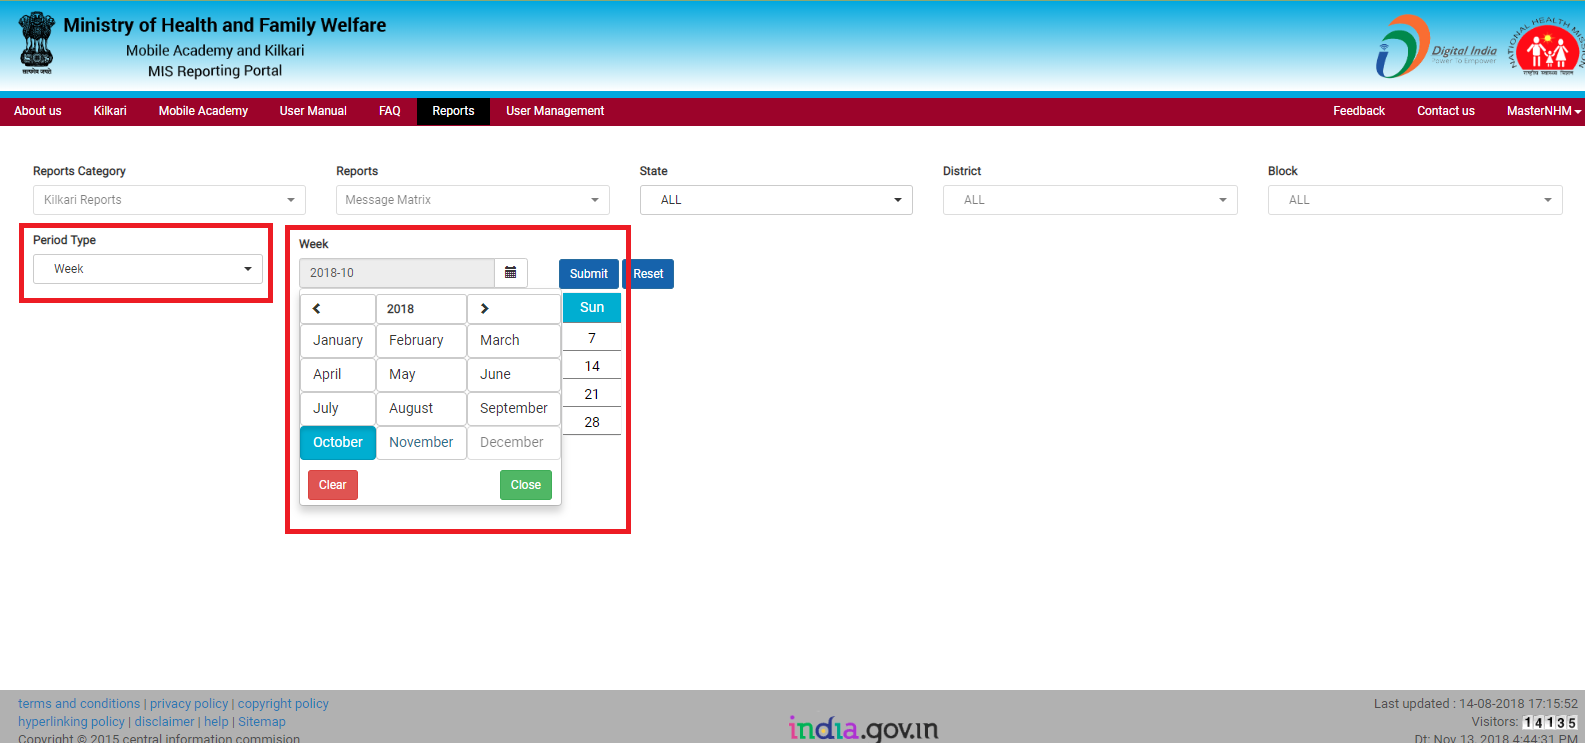 Ministry of Health and Family Welfare
Mobile Academy and Kilkari
MIS Reporting Portal
सत्यमेव जयते
Digital India
Power To Empower
NATIONAL HEALTH MISSION
About us Kilkari Mobile Academy User Manual FAQ Reports User Management Feedback Contact us MasterNHM
Reports Category Reports State District Block
Kilkari Reports Message Matrix ALL ALL ALL
Period Type Week
Week 2018-10 Submit Reset
2018 Sun
January February March 7
April May June 14
July August September 21
October November December 28
Clear Close
terms and conditions | privacy policy | copyright policy
hyperlinking policy | disclaimer | help | Sitemap
Copyright © 2015 central information commision
india.gov.in
Last updated : 14-08-2018 17:15:52
Visitors: 14135
Dt: Nov 13, 2018 4:44:31 PM